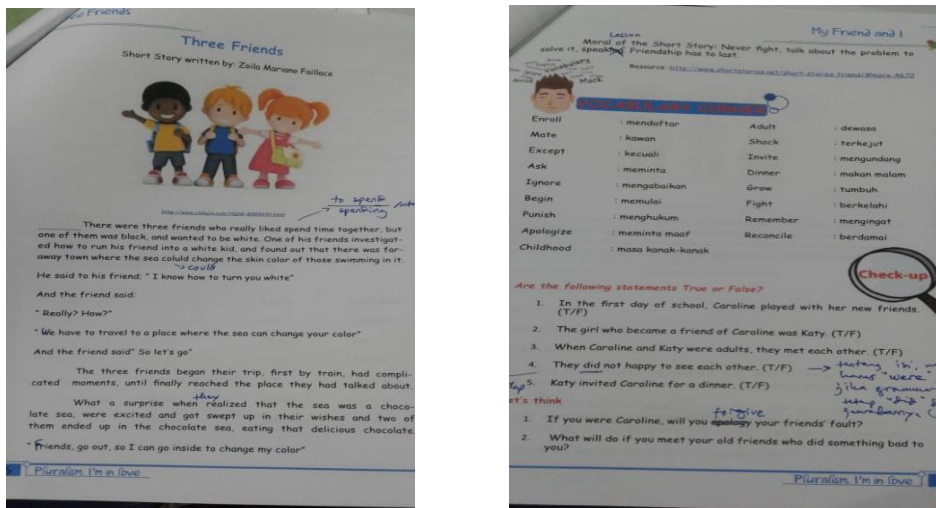 ee Friends
Three Friends
Short Story written by: Zoila Mariano Faillace
to spend
spending
There were three friends who really liked spend time together, but
one of them was black, and wanted to be white. One of his friends investigat-
ed how to run his friend into a white kid, and found out that there was far-
away town where the sea coluld change the skin color of those swimming in it.
could
He said to his friend: " I know how to turn you white"
And the friend said:
" Really? How?"
"We have to travel to a place where the sea can change your color"
And the friend said" So let's go"
The three friends began their trip, first by train, had compli-
cated moments, until finally reached the place they had talked about.
they
What a surprise when realized that the sea was a choco-
late sea, were excited and got swept up in their wishes and two of
them ended up in the chocolate sea, eating that delicious chocolate.
"Friends, go out, so I can go inside to change my color"
Pluralism, I'm in love
My Friend and I
Lesson
Moral of the Short Story: Never fight, talk about the problem to
solve it, speaking. Friendship has to last.
Vocabulary
Enroll : mendaftar Adult : dewasa
Mate : kawan Shock : terkejut
Except : kecuali Invite : mengundang
Ask : meminta Dinner : makan malam
Ignore : mengabaikan Grow : tumbuh
Begin : memulai Fight : berkelahi
Punish : menghukum Remember : mengingat
Apologize : meminta maaf Reconcile : berdamai
Childhood : masa kanak-kanak
Check-up
Are the following statements True or False?
1. In the first day of school, Caroline played with her new friends.
(T/F)
2. The girl who became a friend of Caroline was Katy. (T/F)
3. When Caroline and Katy were adults, they met each other. (T/F)
4. They did not happy to see each other. (T/F)
"were"
5. Katy invited Caroline for a dinner. (T/F)
et's think
forgive
1. If you were Caroline, will you apology your friends' fault?
2. What will do if you meet your old friends who did something bad to
you?
Pluralism, I'm in love